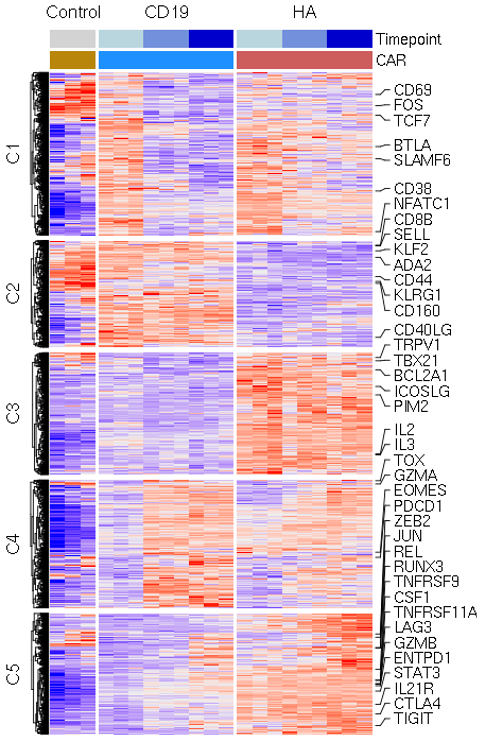 Control CD19 HA
Timepoint
CAR
C1
CD69
FOS
TCF7
BTLA
SLAMF6
CD38
NFATC1
CD8B
SELL
C2
KLF2
ADA2
CD44
KLRG1
CD160
CD40LG
TRPV1
C3
TBX21
BCL2A1
ICOSLG
PIM2
IL2
IL3
TOX
GZMA
C4
EOMES
PDCD1
ZEB2
JUN
REL
RUNX3
TNFRSF9
CSF1
TNFRSF11A
C5
LAG3
GZMB
ENTPD1
STAT3
IL21R
CTLA4
TIGIT